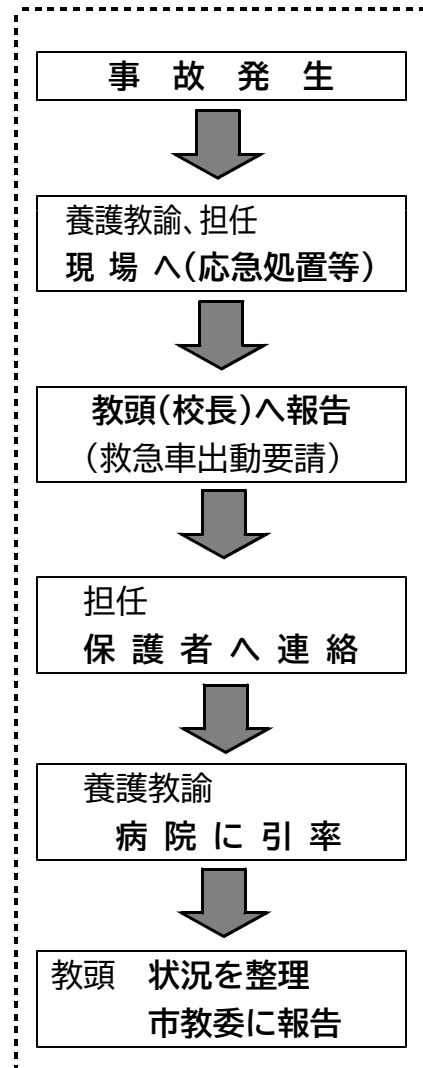 事 故 発 生
養護教諭、担任
現 場 へ(応急処置等)
教頭(校長)へ報告
(救急車出動要請)
担任
保 護 者 へ 連 絡
養護教諭
病 院 に 引 率
教頭 状況を整理
市教委に報告